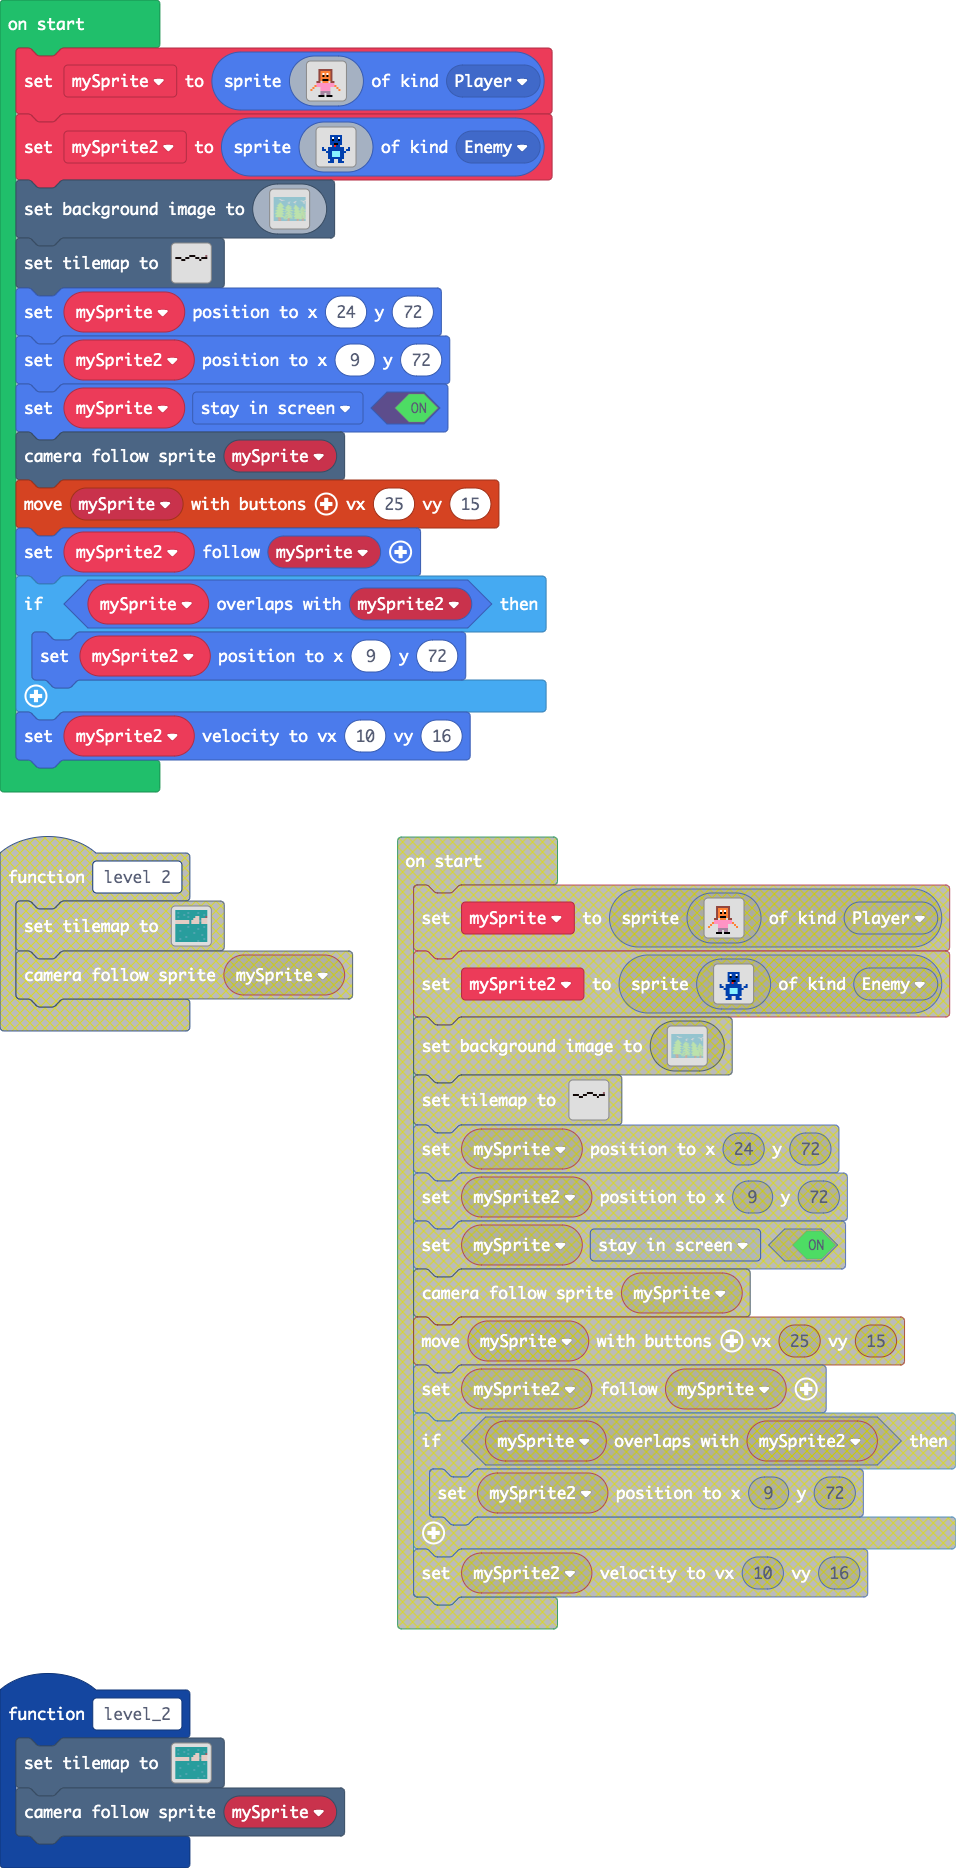 on start
set mySprite to sprite of kind Player
set mySprite2 to sprite of kind Enemy
set background image to
set tilemap to
set mySprite position to x 24 y 72
set mySprite2 position to x 9 y 72
set mySprite stay in screen ON
camera follow sprite mySprite
move mySprite with buttons vx 25 vy 15
set mySprite2 follow mySprite
if mySprite overlaps with mySprite2 then
set mySprite2 position to x 9 y 72
set mySprite2 velocity to vx 10 vy 16
function level 2
set tilemap to
camera follow sprite mySprite
on start
set mySprite to sprite of kind Player
set mySprite2 to sprite of kind Enemy
set background image to
set tilemap to
set mySprite position to x 24 y 72
set mySprite2 position to x 9 y 72
set mySprite stay in screen ON
camera follow sprite mySprite
move mySprite with buttons vx 25 vy 15
set mySprite2 follow mySprite
if mySprite overlaps with mySprite2 then
set mySprite2 position to x 9 y 72
set mySprite2 velocity to vx 10 vy 16
function level_2
set tilemap to
camera follow sprite mySprite